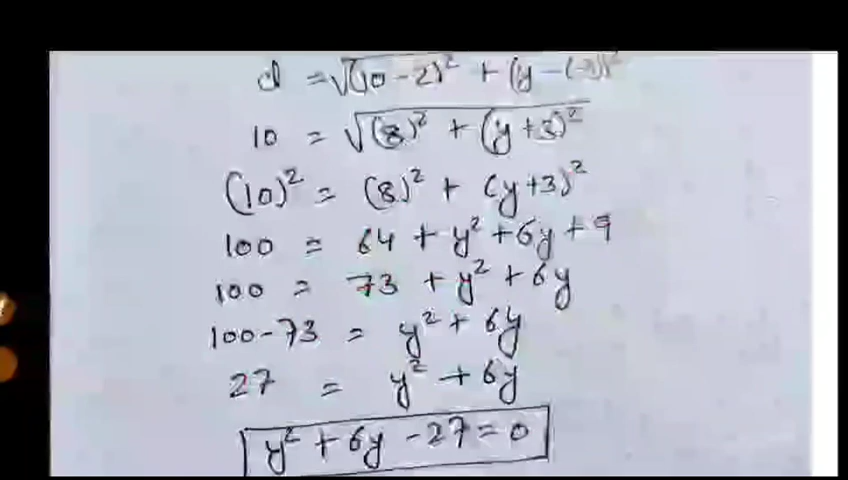 d = √(10-2)² + (y-(-3))²
10 = √(8)² + (y+3)²
(10)² = (8)² + (y+3)²
100 = 64 + y² + 6y + 9
100 = 73 + y² + 6y
100-73 = y² + 6y
27 = y² + 6y
y² + 6y - 27 = 0